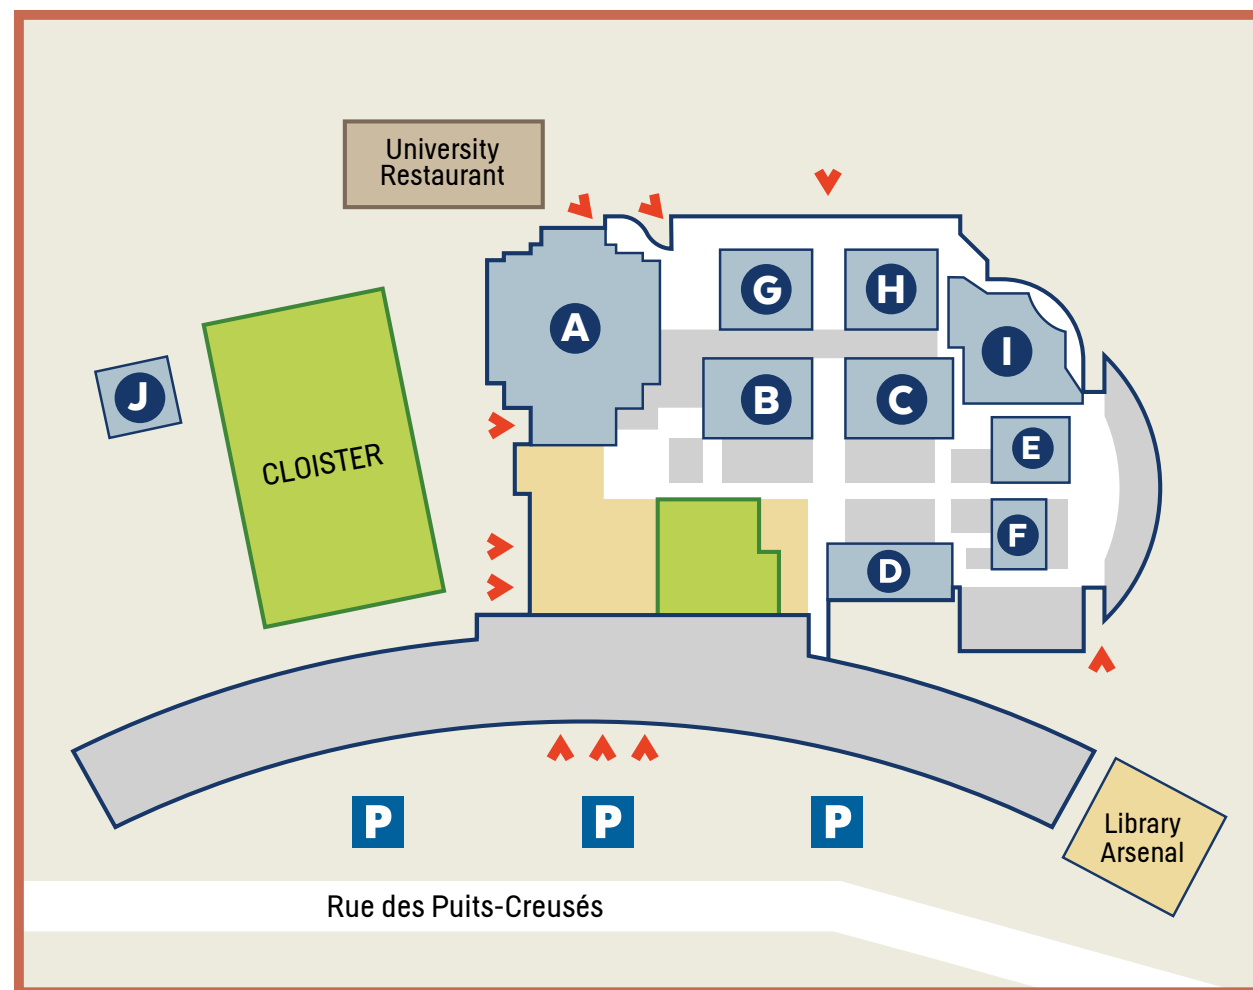 University
Restaurant
G
H
A
I
J
B
C
CLOISTER
E
F
D
P
P
P
Library
Arsenal
Rue des Puits-Creusés